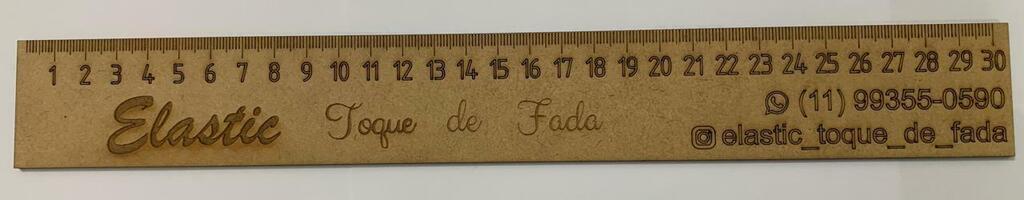 1 2 3 4 5 6 7 8 9 10 11 12 13 14 15 16 17 18 19 20 21 22 23 24 25 26 27 28 29 30
Elastic Toque de Fada
(11) 99355-0590
elastic_toque_de_fada